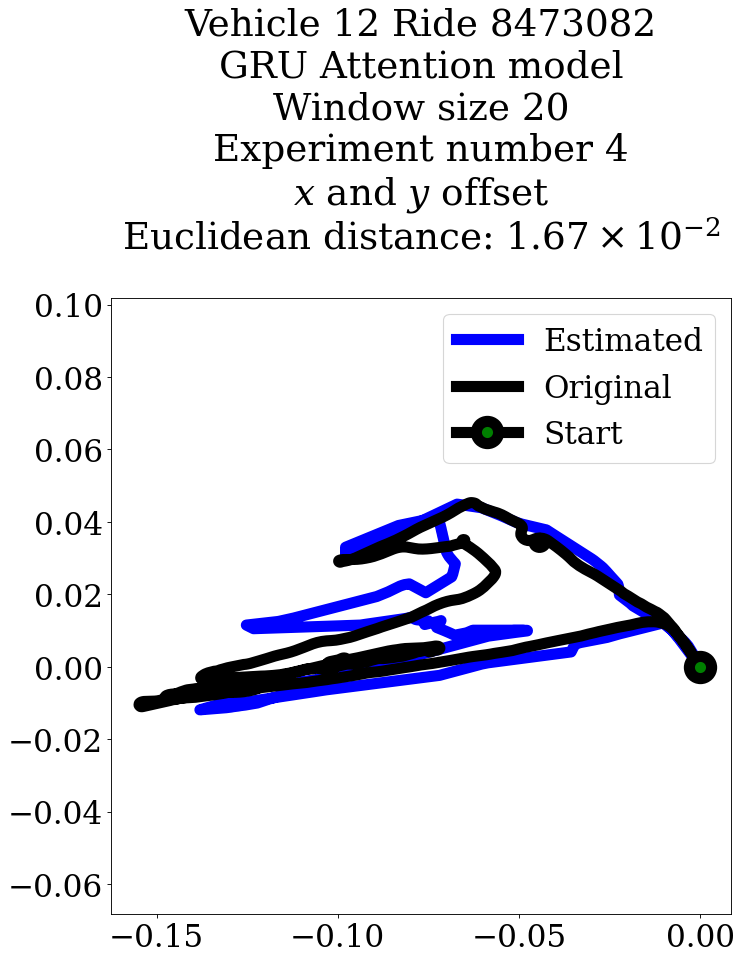 Vehicle 12 Ride 8473082
GRU Attention model
Window size 20
Experiment number 4
x and y offset
Euclidean distance: 1.67 × 10⁻²
Estimated
Original
Start
0.10
0.08
0.06
0.04
0.02
0.00
−0.02
−0.04
−0.06
−0.15 −0.10 −0.05 0.00